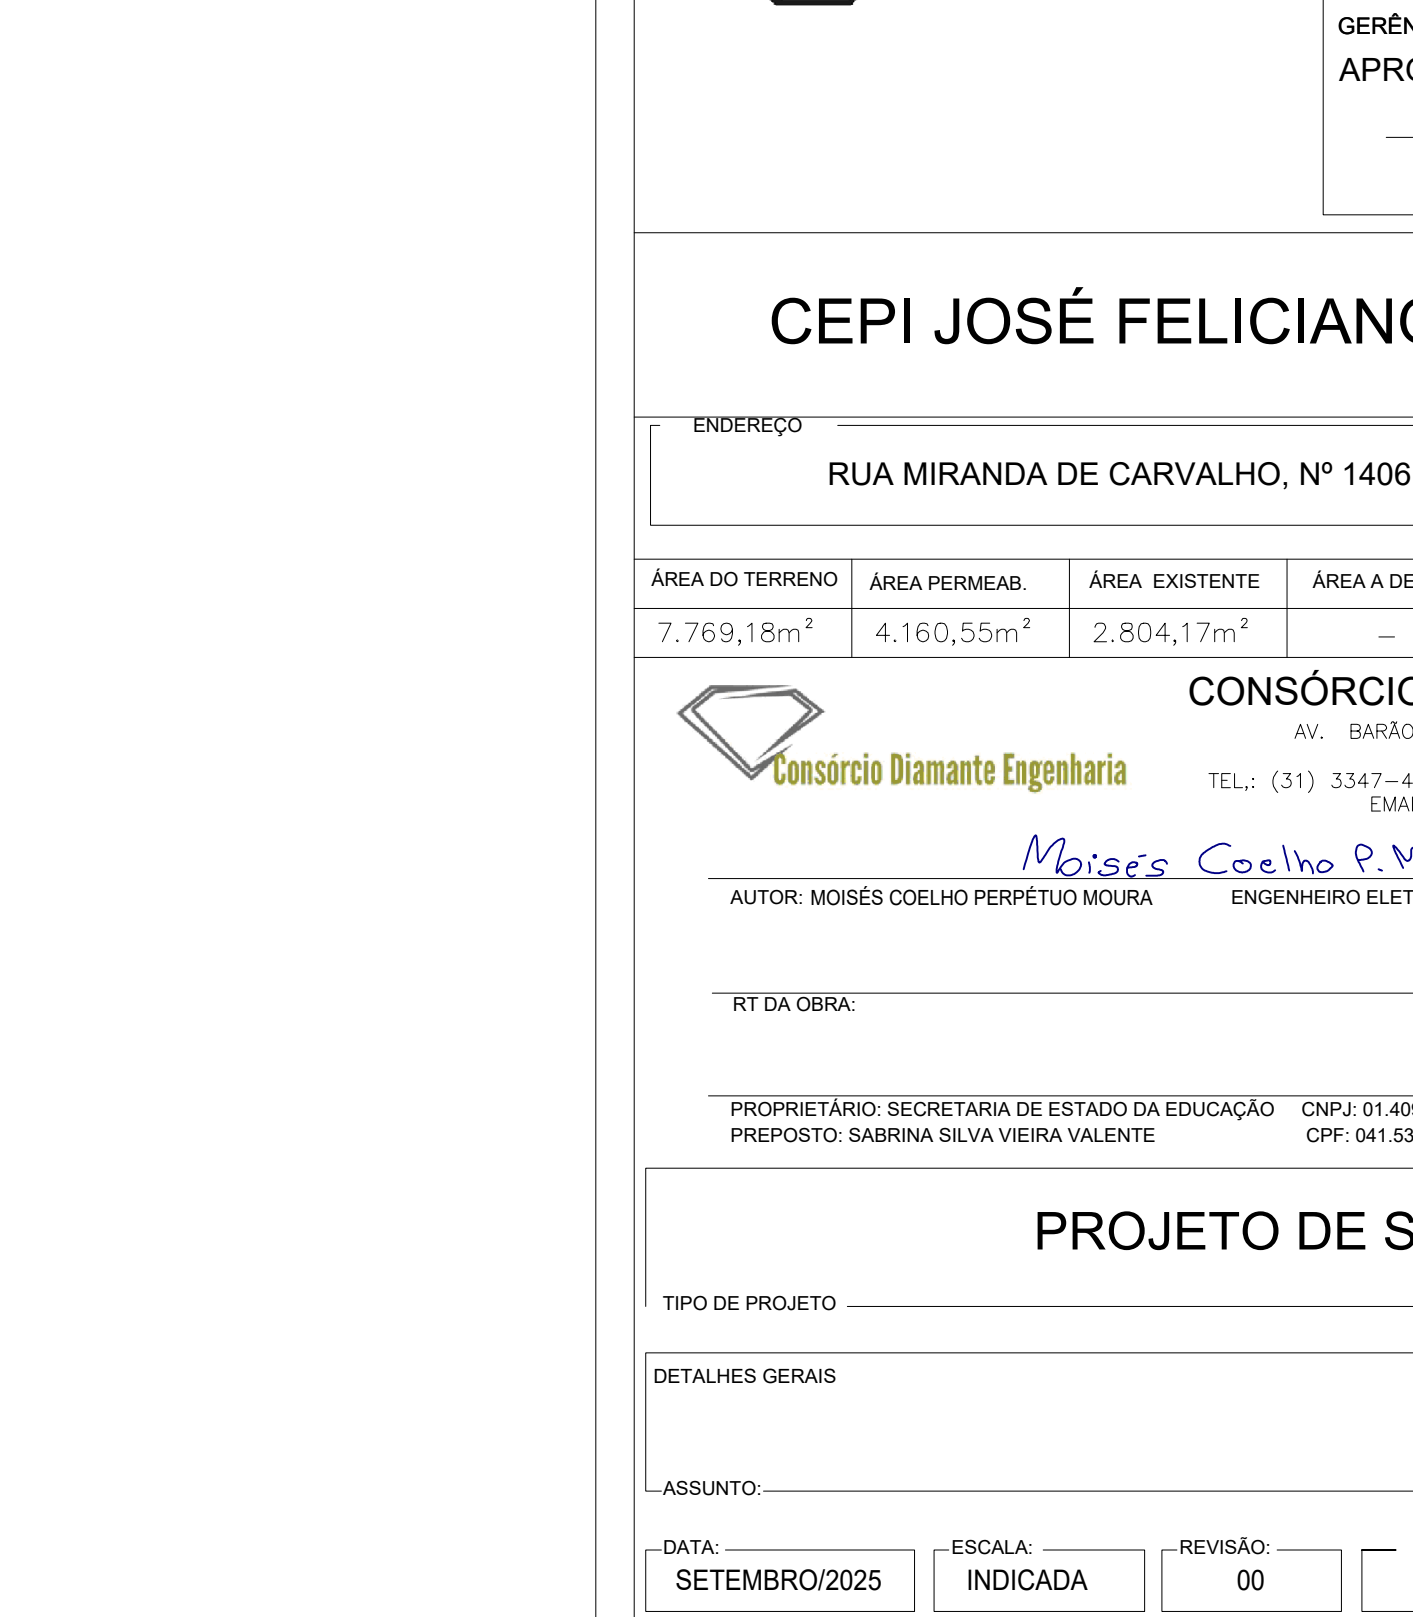 GERÊN
APRO
CEPI JOSÉ FELICIANO
ENDEREÇO
RUA MIRANDA DE CARVALHO, Nº 1406
ÁREA DO TERRENO ÁREA PERMEAB. ÁREA EXISTENTE ÁREA A DE
7.769,18m² 4.160,55m² 2.804,17m² –
CONSÓRCIO
AV. BARÃO
Consórcio Diamante Engenharia
TEL,: (31) 3347-4
EMAI
Moisés Coelho P. M
AUTOR: MOISÉS COELHO PERPÉTUO MOURA ENGENHEIRO ELET
RT DA OBRA:
PROPRIETÁRIO: SECRETARIA DE ESTADO DA EDUCAÇÃO CNPJ: 01.409
PREPOSTO: SABRINA SILVA VIEIRA VALENTE CPF: 041.53
PROJETO DE S
TIPO DE PROJETO
DETALHES GERAIS
ASSUNTO:
DATA: ESCALA: REVISÃO:
SETEMBRO/2025 INDICADA 00